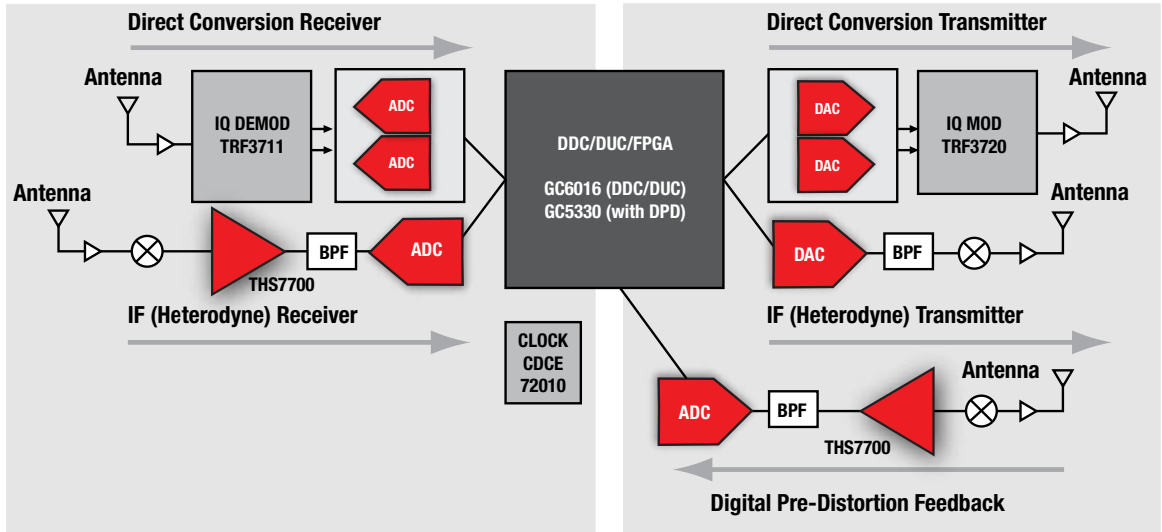 Direct Conversion Receiver
Antenna
IQ DEMOD
TRF3711
ADC
ADC
Antenna
THS7700
BPF
ADC
IF (Heterodyne) Receiver
DDC/DUC/FPGA
GC6016 (DDC/DUC)
GC5330 (with DPD)
CLOCK
CDCE
72010
Direct Conversion Transmitter
DAC
DAC
IQ MOD
TRF3720
Antenna
DAC
BPF
Antenna
IF (Heterodyne) Transmitter
ADC
BPF
THS7700
Antenna
Digital Pre-Distortion Feedback